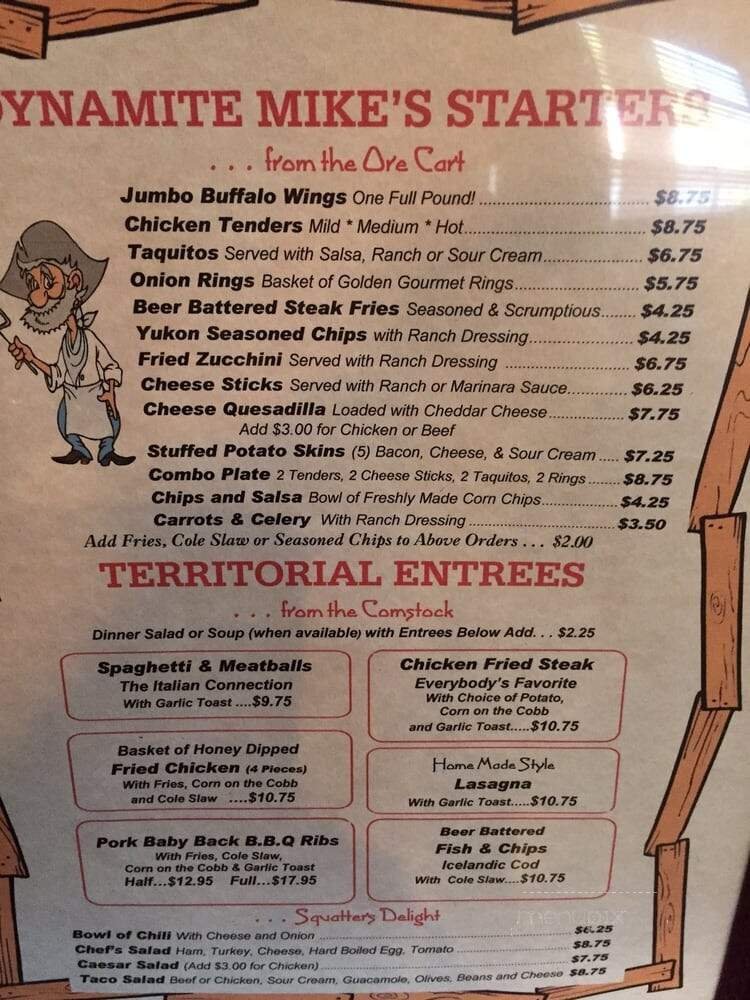 DYNAMITE MIKE'S STARTERS
. . . from the Ore Cart
Jumbo Buffalo Wings One Full Pound! ........ $8.75
Chicken Tenders Mild * Medium * Hot........ $8.75
Taquitos Served with Salsa, Ranch or Sour Cream........ $6.75
Onion Rings Basket of Golden Gourmet Rings........ $5.75
Beer Battered Steak Fries Seasoned & Scrumptious....... $4.25
Yukon Seasoned Chips with Ranch Dressing........ $4.25
Fried Zucchini Served with Ranch Dressing ........ $6.75
Cheese Sticks Served with Ranch or Marinara Sauce........ $6.25
Cheese Quesadilla Loaded with Cheddar Cheese........ $7.75
Add $3.00 for Chicken or Beef
Stuffed Potato Skins (5) Bacon, Cheese, & Sour Cream ..... $7.25
Combo Plate 2 Tenders, 2 Cheese Sticks, 2 Taquitos, 2 Rings ........ $8.75
Chips and Salsa Bowl of Freshly Made Corn Chips........ $4.25
Carrots & Celery With Ranch Dressing ........ $3.50
Add Fries, Cole Slaw or Seasoned Chips to Above Orders . . . $2.00
TERRITORIAL ENTREES
. . . from the Comstock
Dinner Salad or Soup (when available) with Entrees Below Add. . . $2.25
Spaghetti & Meatballs
The Italian Connection
With Garlic Toast ....$9.75
Chicken Fried Steak
Everybody's Favorite
With Choice of Potato,
Corn on the Cobb
and Garlic Toast.....$10.75
Basket of Honey Dipped
Fried Chicken (4 Pieces)
With Fries, Corn on the Cobb
and Cole Slaw ....$10.75
Home Made Style
Lasagna
With Garlic Toast.....$10.75
Pork Baby Back B.B.Q Ribs
With Fries, Cole Slaw,
Corn on the Cobb & Garlic Toast
Half...$12.95 Full...$17.95
Beer Battered
Fish & Chips
Icelandic Cod
With Cole Slaw....$10.75
. . . Squatters Delight
Bowl of Chili With Cheese and Onion ........ $6.25
Chef's Salad Ham, Turkey, Cheese, Hard Boiled Egg, Tomato ........ $8.75
Caesar Salad (Add $3.00 for Chicken) ........ $7.75
Taco Salad Beef or Chicken, Sour Cream, Guacamole, Olives, Beans and Cheese $8.75